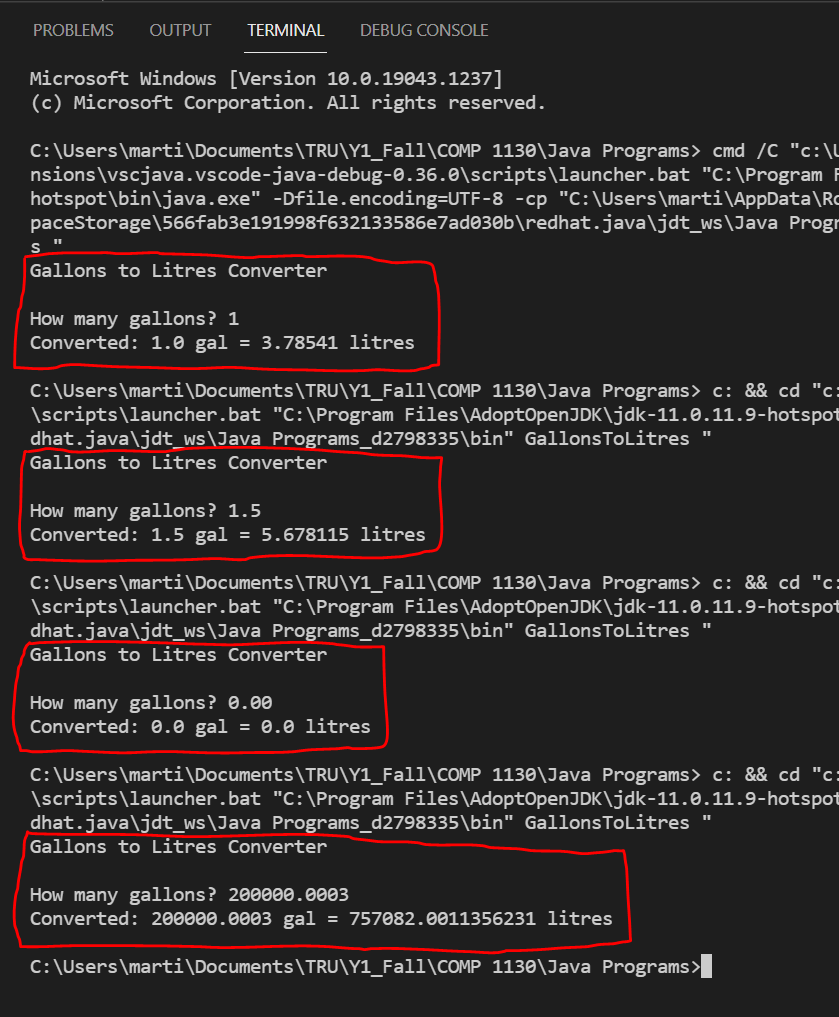 PROBLEMS OUTPUT TERMINAL DEBUG CONSOLE
Microsoft Windows [Version 10.0.19043.1237]
(c) Microsoft Corporation. All rights reserved.
C:\Users\marti\Documents\TRU\Y1_Fall\COMP 1130\Java Programs> cmd /C "c:\U
nsions\vscjava.vscode-java-debug-0.36.0\scripts\launcher.bat "C:\Program F
hotspot\bin\java.exe" -Dfile.encoding=UTF-8 -cp "C:\Users\marti\AppData\Ro
paceStorage\566fab3e191998f632133586e7ad030b\redhat.java\jdt_ws\Java Progr
s "
Gallons to Litres Converter
How many gallons? 1
Converted: 1.0 gal = 3.78541 litres
C:\Users\marti\Documents\TRU\Y1_Fall\COMP 1130\Java Programs> c: && cd "c:
\scripts\launcher.bat "C:\Program Files\AdoptOpenJDK\jdk-11.0.11.9-hotspot
dhat.java\jdt_ws\Java Programs_d2798335\bin" GallonsToLitres "
Gallons to Litres Converter
How many gallons? 1.5
Converted: 1.5 gal = 5.678115 litres
C:\Users\marti\Documents\TRU\Y1_Fall\COMP 1130\Java Programs> c: && cd "c:
\scripts\launcher.bat "C:\Program Files\AdoptOpenJDK\jdk-11.0.11.9-hotspot
dhat.java\jdt_ws\Java Programs_d2798335\bin" GallonsToLitres "
Gallons to Litres Converter
How many gallons? 0.00
Converted: 0.0 gal = 0.0 litres
C:\Users\marti\Documents\TRU\Y1_Fall\COMP 1130\Java Programs> c: && cd "c:
\scripts\launcher.bat "C:\Program Files\AdoptOpenJDK\jdk-11.0.11.9-hotspot
dhat.java\jdt_ws\Java Programs_d2798335\bin" GallonsToLitres "
Gallons to Litres Converter
How many gallons? 200000.0003
Converted: 200000.0003 gal = 757082.0011356231 litres
C:\Users\marti\Documents\TRU\Y1_Fall\COMP 1130\Java Programs>